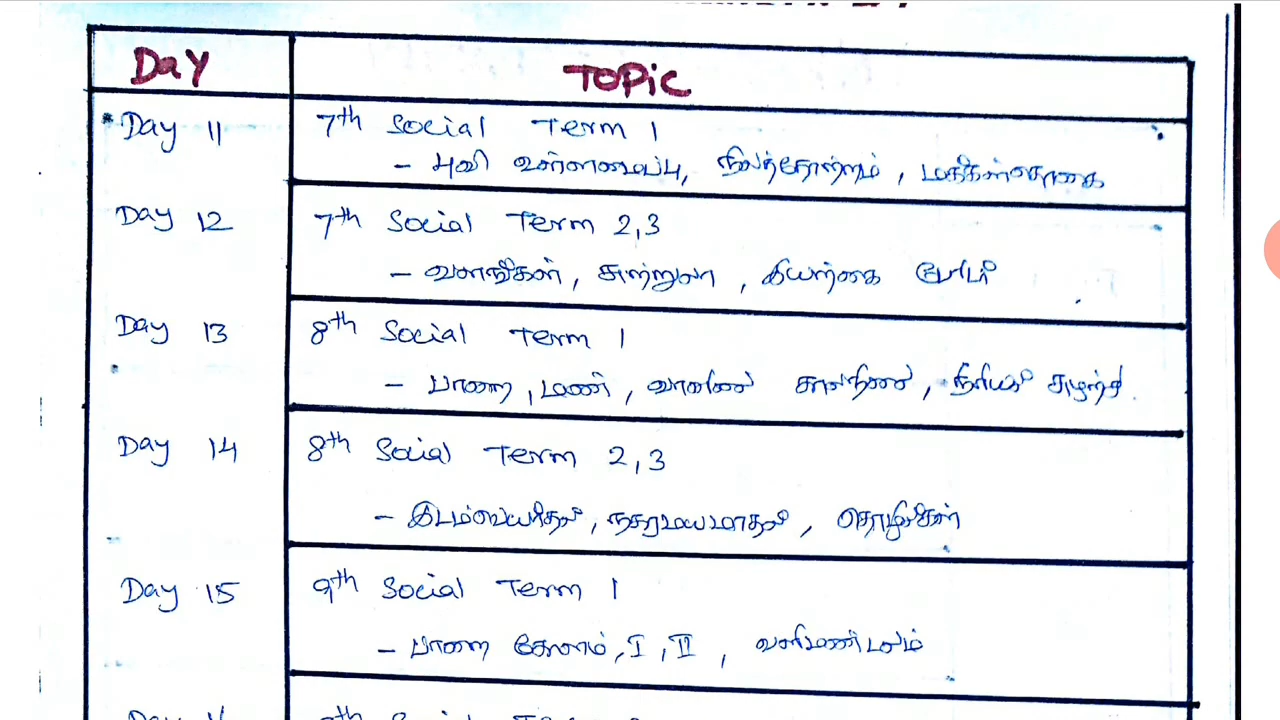 Day
Topic
Day 11
7th Social Term 1
- புவி உள்ளமைப்பு, நிலத்தோற்றம், மக்கள்தொகை
Day 12
7th Social Term 2,3
- வளங்கள், சுற்றுலா, இயற்கை பேரிடர்
Day 13
8th Social Term 1
- பாறை, மண், வானிலை காலநிலை, நீரியல் சுழற்சி
Day 14
8th Social Term 2,3
- இடம்பெயர்தல், நகரமயமாதல், தொழிற்கள்
Day 15
9th Social Term 1
- பாறை கோளம், I, II, வளிமண்டலம்